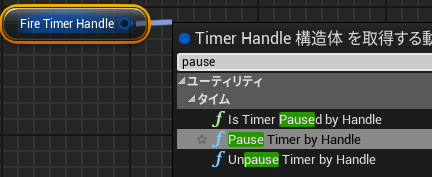 Fire Timer Handle
Timer Handle 構造体 を取得する動
pause
ユーティリティ
タイム
Is Timer Paused by Handle
Pause Timer by Handle
Unpause Timer by Handle